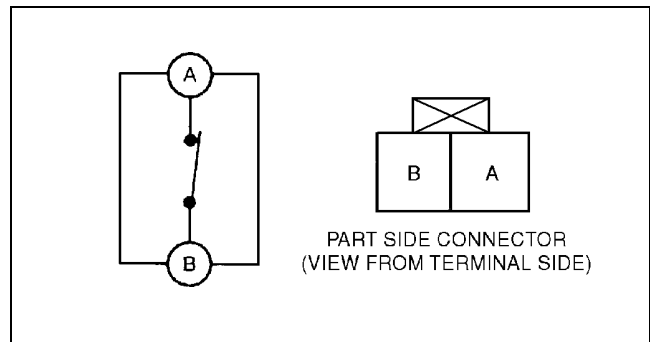 A
B
B A
PART SIDE CONNECTOR
(VIEW FROM TERMINAL SIDE)